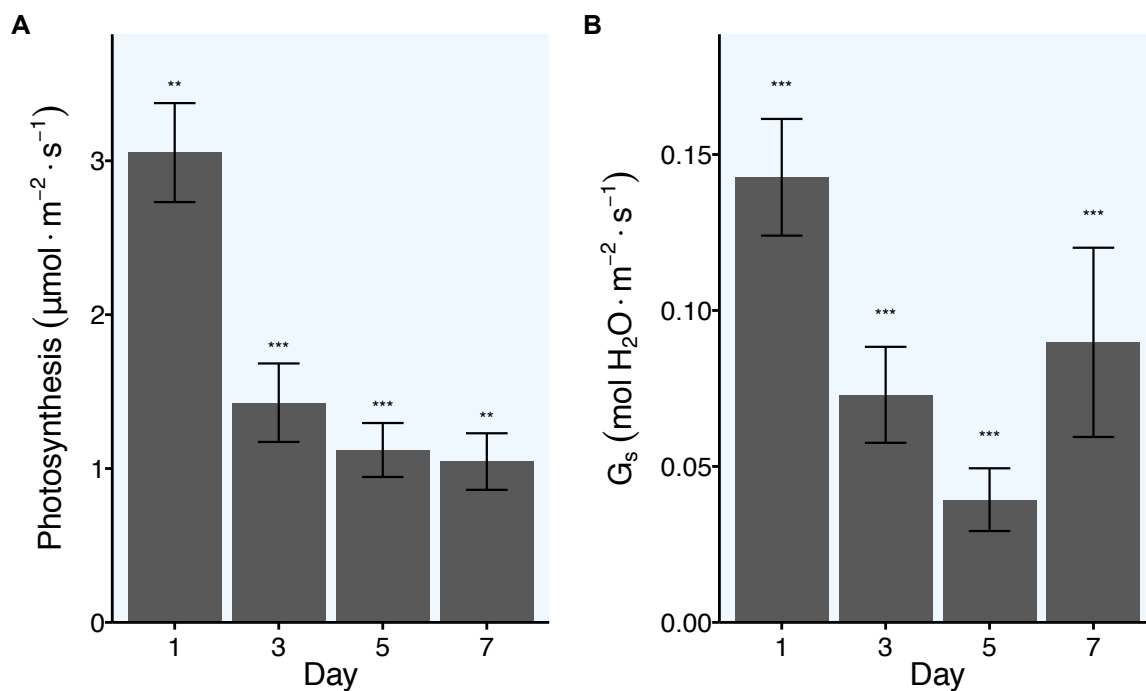 A
Photosynthesis (µmol · m⁻² · s⁻¹)
3
2
1
0
**
***
***
**
1 3 5 7
Day
B
Gₛ (mol H₂O · m⁻² · s⁻¹)
0.15
0.10
0.05
0.00
***
***
***
***
1 3 5 7
Day